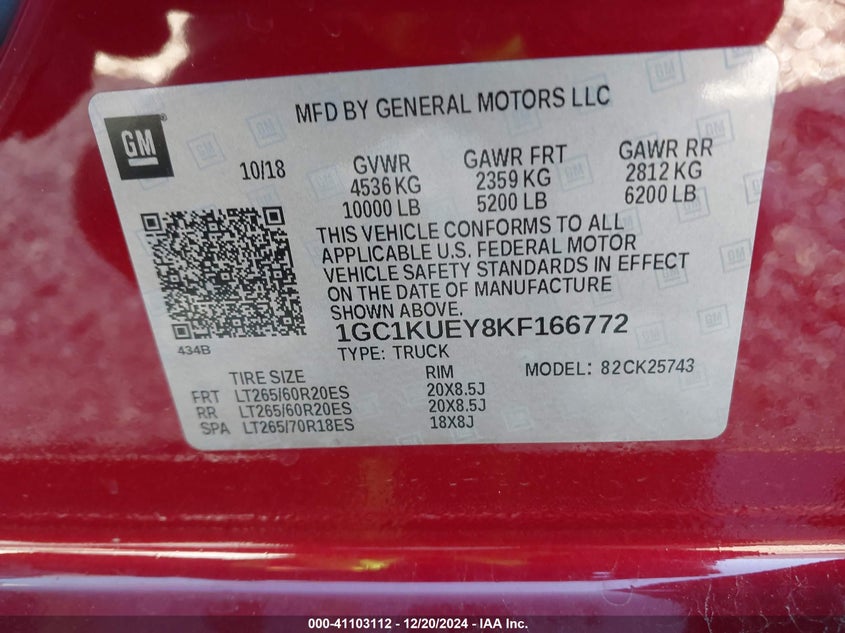 MFD BY GENERAL MOTORS LLC
GM
10/18
GVWR
4536 KG
10000 LB
GAWR FRT
2359 KG
5200 LB
GAWR RR
2812 KG
6200 LB
THIS VEHICLE CONFORMS TO ALL
APPLICABLE U.S. FEDERAL MOTOR
VEHICLE SAFETY STANDARDS IN EFFECT
ON THE DATE OF MANUFACTURE
SHOWN ABOVE.
1GC1KUEY8KF166772
434B
TYPE: TRUCK
MODEL: 82CK25743
TIRE SIZE RIM
FRT LT265/60R20ES 20X8.5J
RR LT265/60R20ES 20X8.5J
SPA LT265/70R18ES 18X8J
000-41103112 - 12/20/2024 - IAAI.com